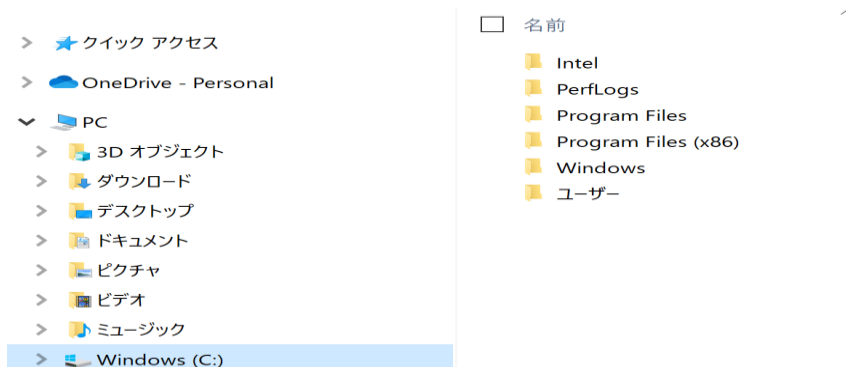 クイック アクセス
OneDrive - Personal
PC
3D オブジェクト
ダウンロード
デスクトップ
ドキュメント
ピクチャ
ビデオ
ミュージック
Windows (C:)
名前
Intel
PerfLogs
Program Files
Program Files (x86)
Windows
ユーザー